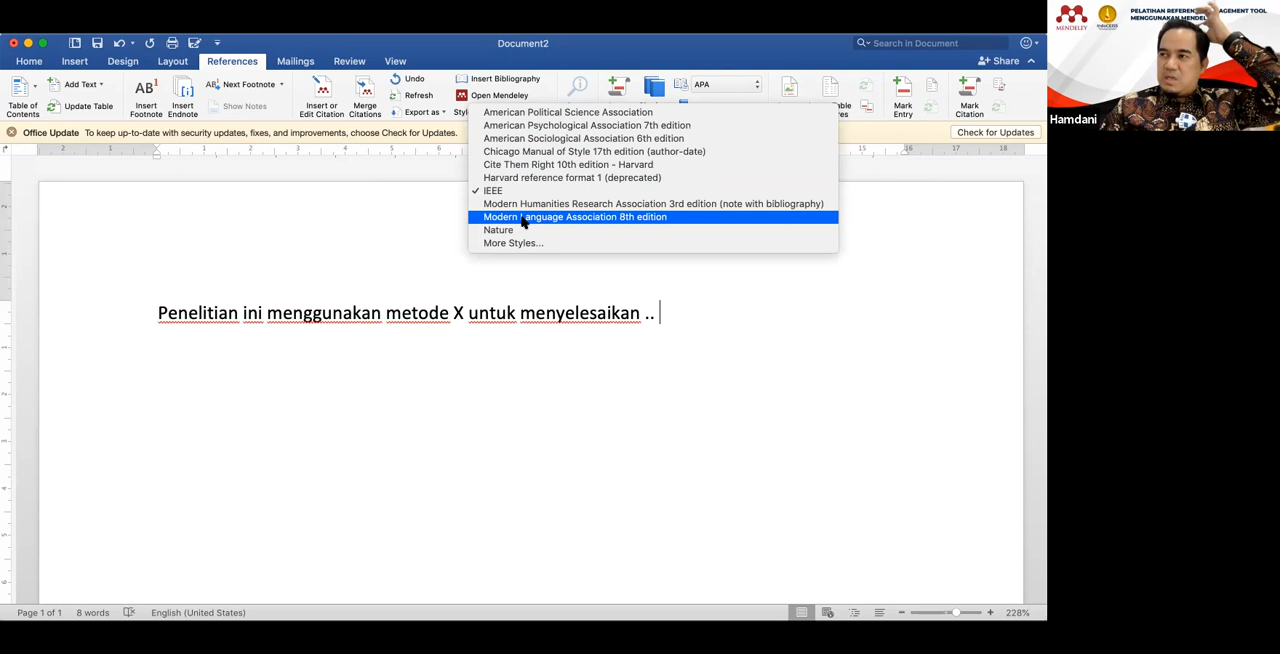 Document2
Search in Document
Home Insert Design Layout References Mailings Review View
Share
Table of Contents
Add Text
Update Table
AB1
Insert Footnote
Insert Endnote
AB1 Next Footnote
Show Notes
Insert or Edit Citation
Merge Citations
Undo
Refresh
Export as
Insert Bibliography
Open Mendeley
APA
Mark Entry
Mark Citation
Office Update To keep up-to-date with security updates, fixes, and improvements, choose Check for Updates.
Check for Updates
American Political Science Association
American Psychological Association 7th edition
American Sociological Association 6th edition
Chicago Manual of Style 17th edition (author-date)
Cite Them Right 10th edition - Harvard
Harvard reference format 1 (deprecated)
✓ IEEE
Modern Humanities Research Association 3rd edition (note with bibliography)
Modern Language Association 8th edition
Nature
More Styles...
Penelitian ini menggunakan metode X untuk menyelesaikan ..
Page 1 of 1 8 words English (United States)
228%
MENDELEY
PELATIHAN
MENGGUNAKAN
Hamdani